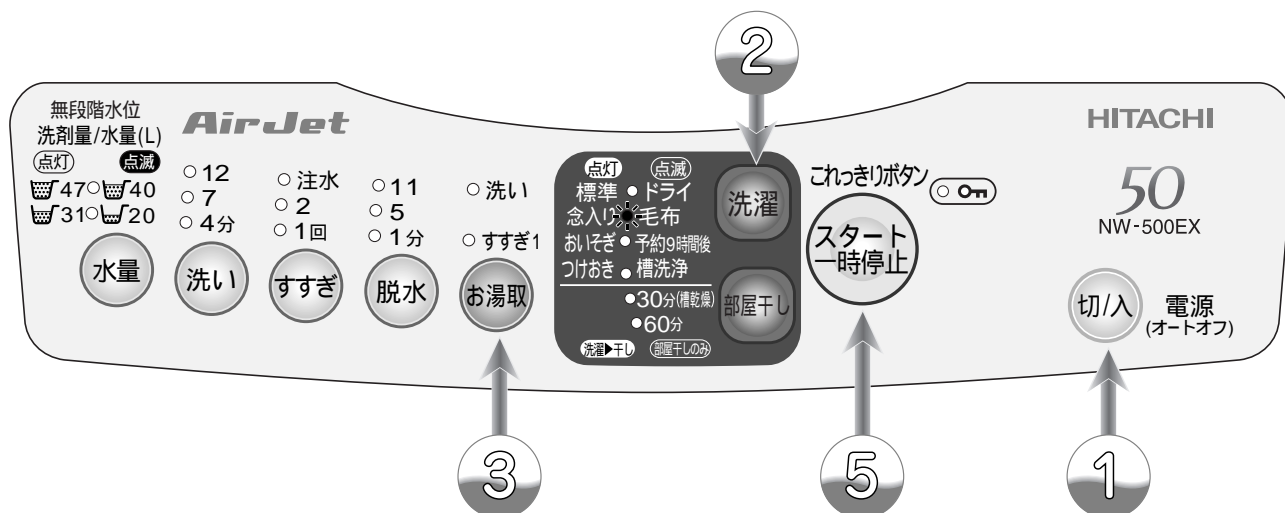 ②
無段階水位
洗剤量/水量(L)
点灯 点滅
47 40
31 20
水量
AirJet
12
7
4分
洗い
注水
2
1回
すすぎ
11
5
1分
脱水
洗い
すすぎ1
お湯取
点灯 点滅
標準 ドライ
念入り 毛布
おいそぎ 予約9時間後
つけおき 槽洗浄
30分(槽乾燥)
60分
洗濯▶干し 部屋干しのみ
洗濯
部屋干し
これっきりボタン
スタート
一時停止
HITACHI
50
NW-500EX
切/入
電源
(オートオフ)
③
⑤
①